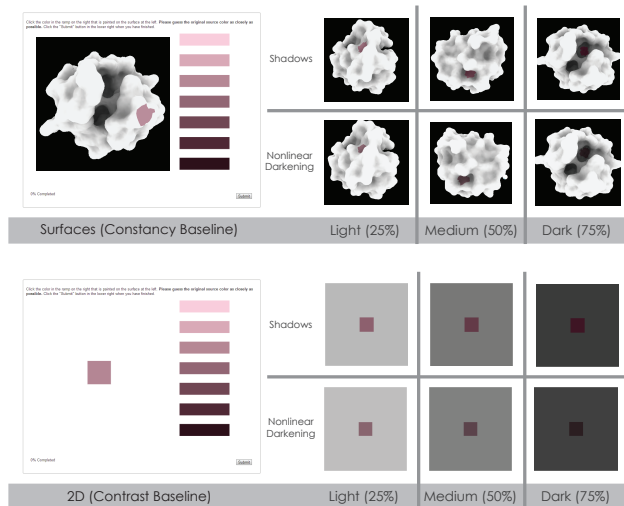 Click the color in the ramp on the right that is painted on the surface at the left. Please guess the original source color as closely as
possible. Click the "Submit" button in the lower right when you have finished.
Shadows
Nonlinear
Darkening
0% Completed
Submit
Surfaces (Constancy Baseline)
Light (25%)
Medium (50%)
Dark (75%)
Click the color in the ramp on the right that is painted on the surface at the left. Please guess the original source color as closely as
possible. Click the "Submit" button in the lower right when you have finished.
Shadows
Nonlinear
Darkening
Completed
Submit
2D (Contrast Baseline)
Light (25%)
Medium (50%)
Dark (75%)